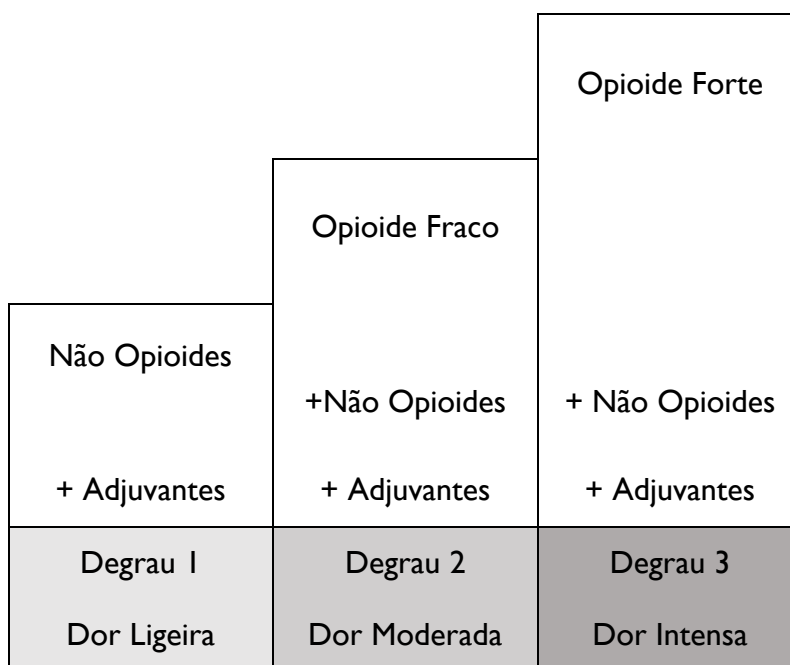 Opioide Forte
Opioide Fraco
Não Opioides
+Não Opioides
+ Não Opioides
+ Adjuvantes
+ Adjuvantes
+ Adjuvantes
Degrau 1
Degrau 2
Degrau 3
Dor Ligeira
Dor Moderada
Dor Intensa